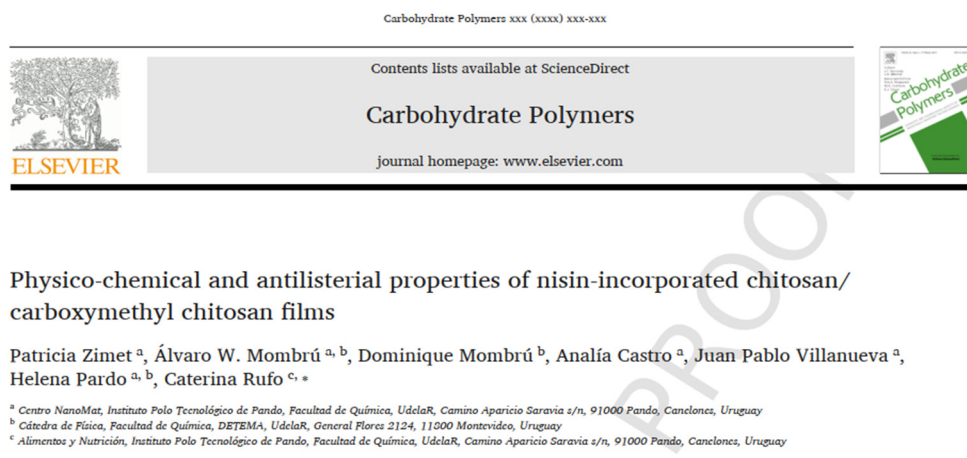 Carbohydrate Polymers xxx (xxxx) xxx-xxx
Contents lists available at ScienceDirect
Carbohydrate Polymers
journal homepage: www.elsevier.com
ELSEVIER
Carbohydrate
Polymers
PROOF
Physico-chemical and antilisterial properties of nisin-incorporated chitosan/
carboxymethyl chitosan films
Patricia Zimet ᵃ, Álvaro W. Mombrú ᵃ, ᵇ, Dominique Mombrú ᵇ, Analía Castro ᵃ, Juan Pablo Villanueva ᵃ,
Helena Pardo ᵃ, ᵇ, Caterina Rufo ᶜ, *
ᵃ Centro NanoMat, Instituto Polo Tecnológico de Pando, Facultad de Química, UdelaR, Camino Aparicio Saravia s/n, 91000 Pando, Canelones, Uruguay
ᵇ Cátedra de Física, Facultad de Química, DETEMA, UdelaR, General Flores 2124, 11800 Montevideo, Uruguay
ᶜ Alimentos y Nutrición, Instituto Polo Tecnológico de Pando, Facultad de Química, UdelaR, Camino Aparicio Saravia s/n, 91000 Pando, Canelones, Uruguay